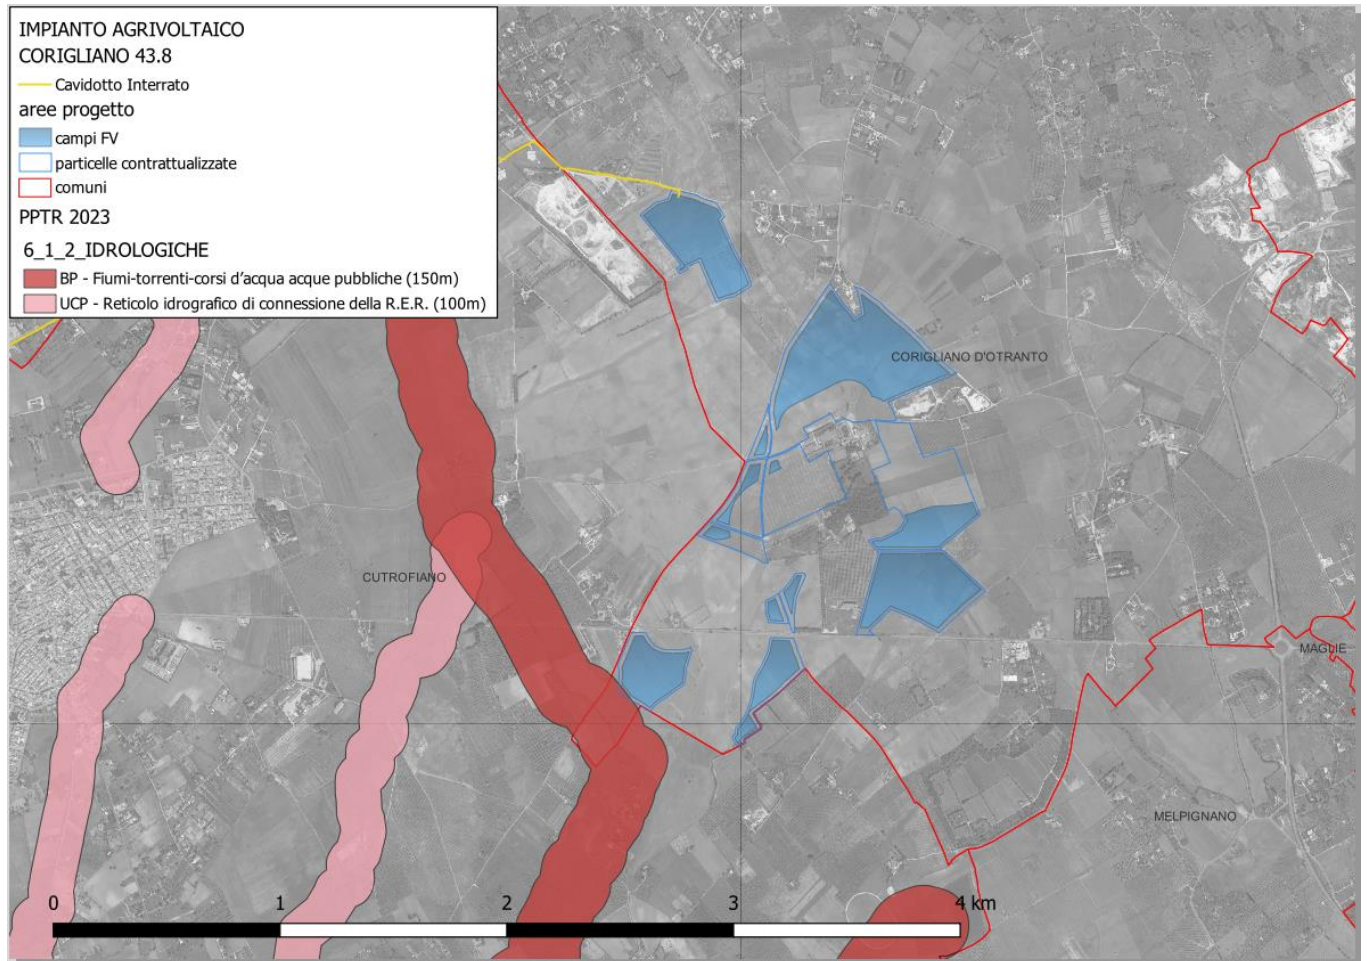 IMPIANTO AGRIVOLTAICO
CORIGLIANO 43.8
Cavidotto Interrato
aree progetto
campi FV
particelle contrattualizzate
comuni
PPTR 2023
6_1_2_IDROLOGICHE
BP - Fiumi-torrenti-corsi d'acqua acque pubbliche (150m)
UCP - Reticolo idrografico di connessione della R.E.R. (100m)
CORIGLIANO D'OTRANTO
CUTROFIANO
MAGLIE
MELPIGNANO
0 1 2 3 4 km